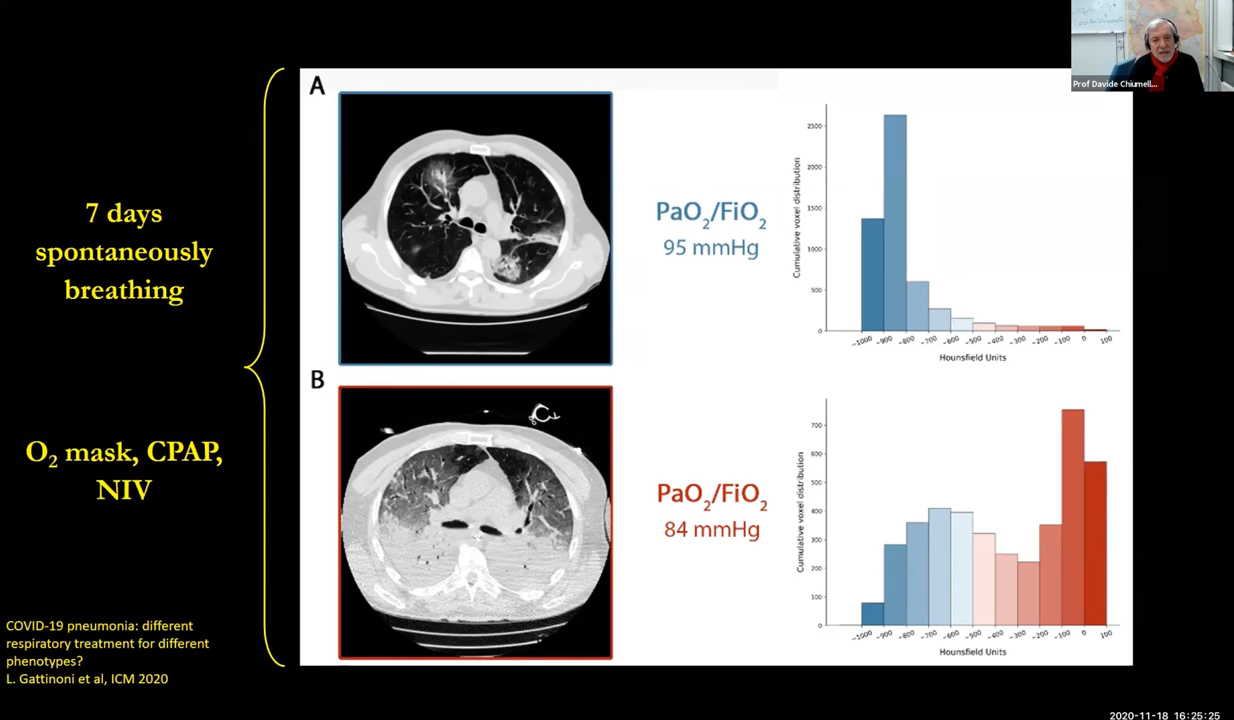 7 days
spontaneously
breathing
O₂ mask, CPAP,
NIV
COVID-19 pneumonia: different
respiratory treatment for different
phenotypes?
L. Gattinoni et al, ICM 2020
A
PaO₂/FiO₂
95 mmHg
Cumulative voxel distribution
2500
2000
1500
1000
500
0
−1000 −900 −800 −700 −600 −500 −400 −300 −200 −100 0 100
Hounsfield Units
B
PaO₂/FiO₂
84 mmHg
Cumulative voxel distribution
700
600
500
400
300
200
100
0
−1000 −900 −800 −700 −600 −500 −400 −300 −200 −100 0 100
Hounsfield Units
Prof Davide Chiumell...
2020-11-18 16:25:25